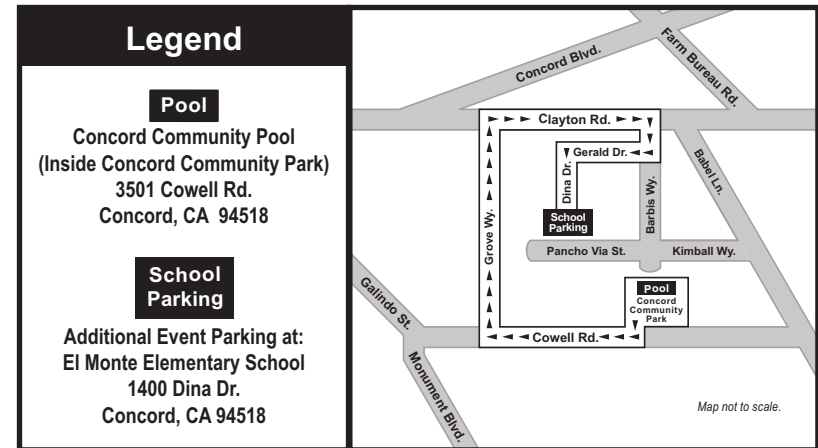 Legend
Pool
Concord Community Pool
(Inside Concord Community Park)
3501 Cowell Rd.
Concord, CA 94518
School
Parking
Additional Event Parking at:
El Monte Elementary School
1400 Dina Dr.
Concord, CA 94518
Concord Blvd.
Farm Bureau Rd.
Clayton Rd.
Gerald Dr.
Dina Dr.
Babel Ln.
Barbis Wy.
Grove Wy.
School
Parking
Pancho Via St.
Kimball Wy.
Galindo St.
Pool
Concord
Community
Park
Cowell Rd.
Monument Blvd.
Map not to scale.